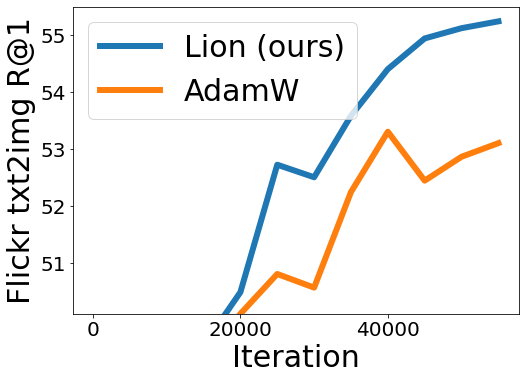 Flickr txt2img R@1
55
54
53
52
51
Lion (ours)
AdamW
0
20000
40000
Iteration